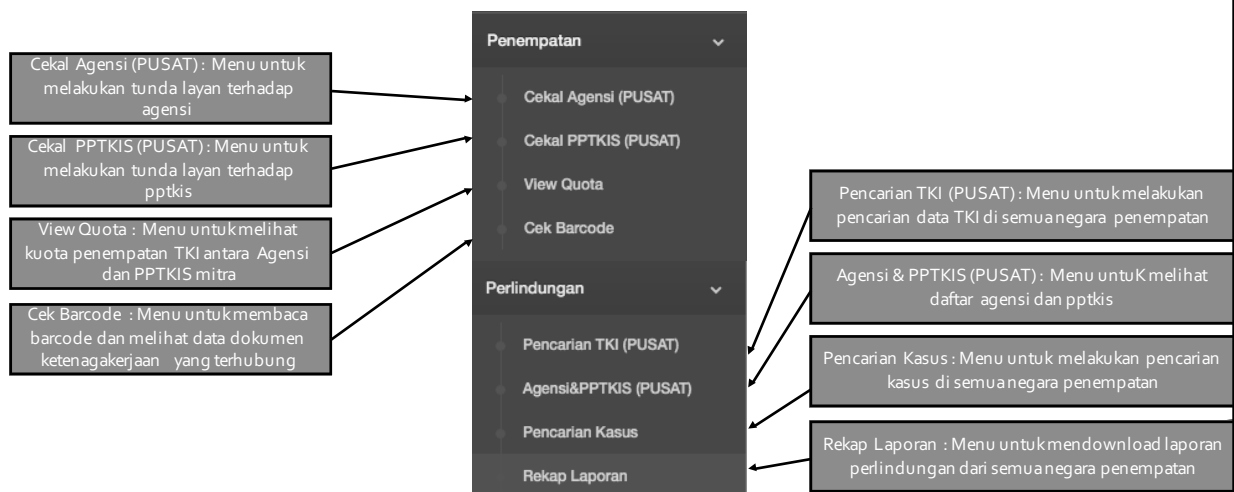 Cekal Agensi (PUSAT) : Menu untuk
melakukan tunda layan terhadap
agensi
Cekal PPTKIS (PUSAT) : Menu untuk
melakukan tunda layan terhadap
pptkis
View Quota : Menu untuk melihat
kuota penempatan TKI antara Agensi
dan PPTKIS mitra
Cek Barcode : Menu untuk membaca
barcode dan melihat data dokumen
ketenagakerjaan yang terhubung
Penempatan
Cekal Agensi (PUSAT)
Cekal PPTKIS (PUSAT)
View Quota
Cek Barcode
Perlindungan
Pencarian TKI (PUSAT)
Agensi&PPTKIS (PUSAT)
Pencarian Kasus
Rekap Laporan
Pencarian TKI (PUSAT) : Menu untuk melakukan
pencarian data TKI di semua negara penempatan
Agensi & PPTKIS (PUSAT) : Menu untuK melihat
daftar agensi dan pptkis
Pencarian Kasus : Menu untuk melakukan pencarian
kasus di semua negara penempatan
Rekap Laporan : Menu untuk mendownload laporan
perlindungan dari semua negara penempatan